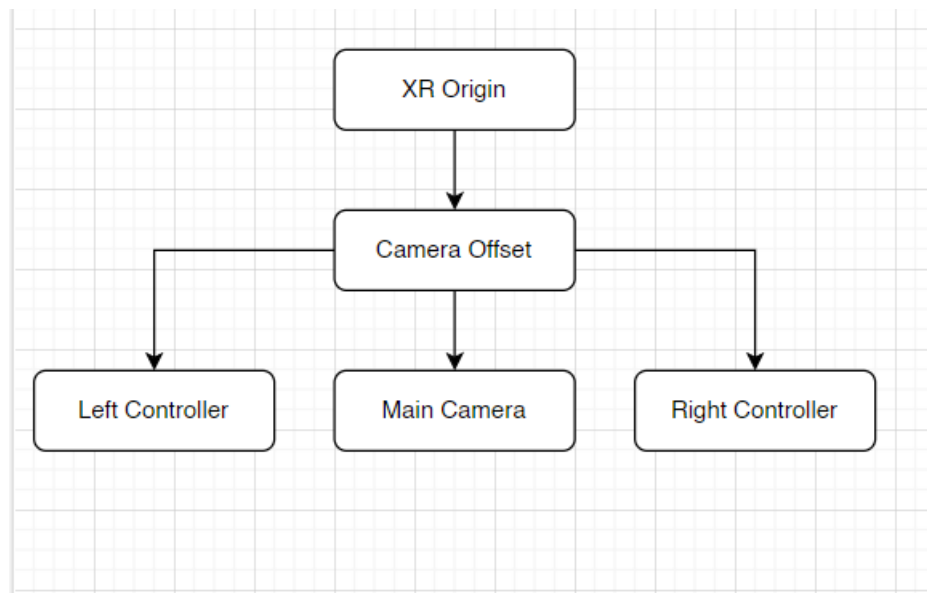 XR Origin
Camera Offset
Left Controller
Main Camera
Right Controller